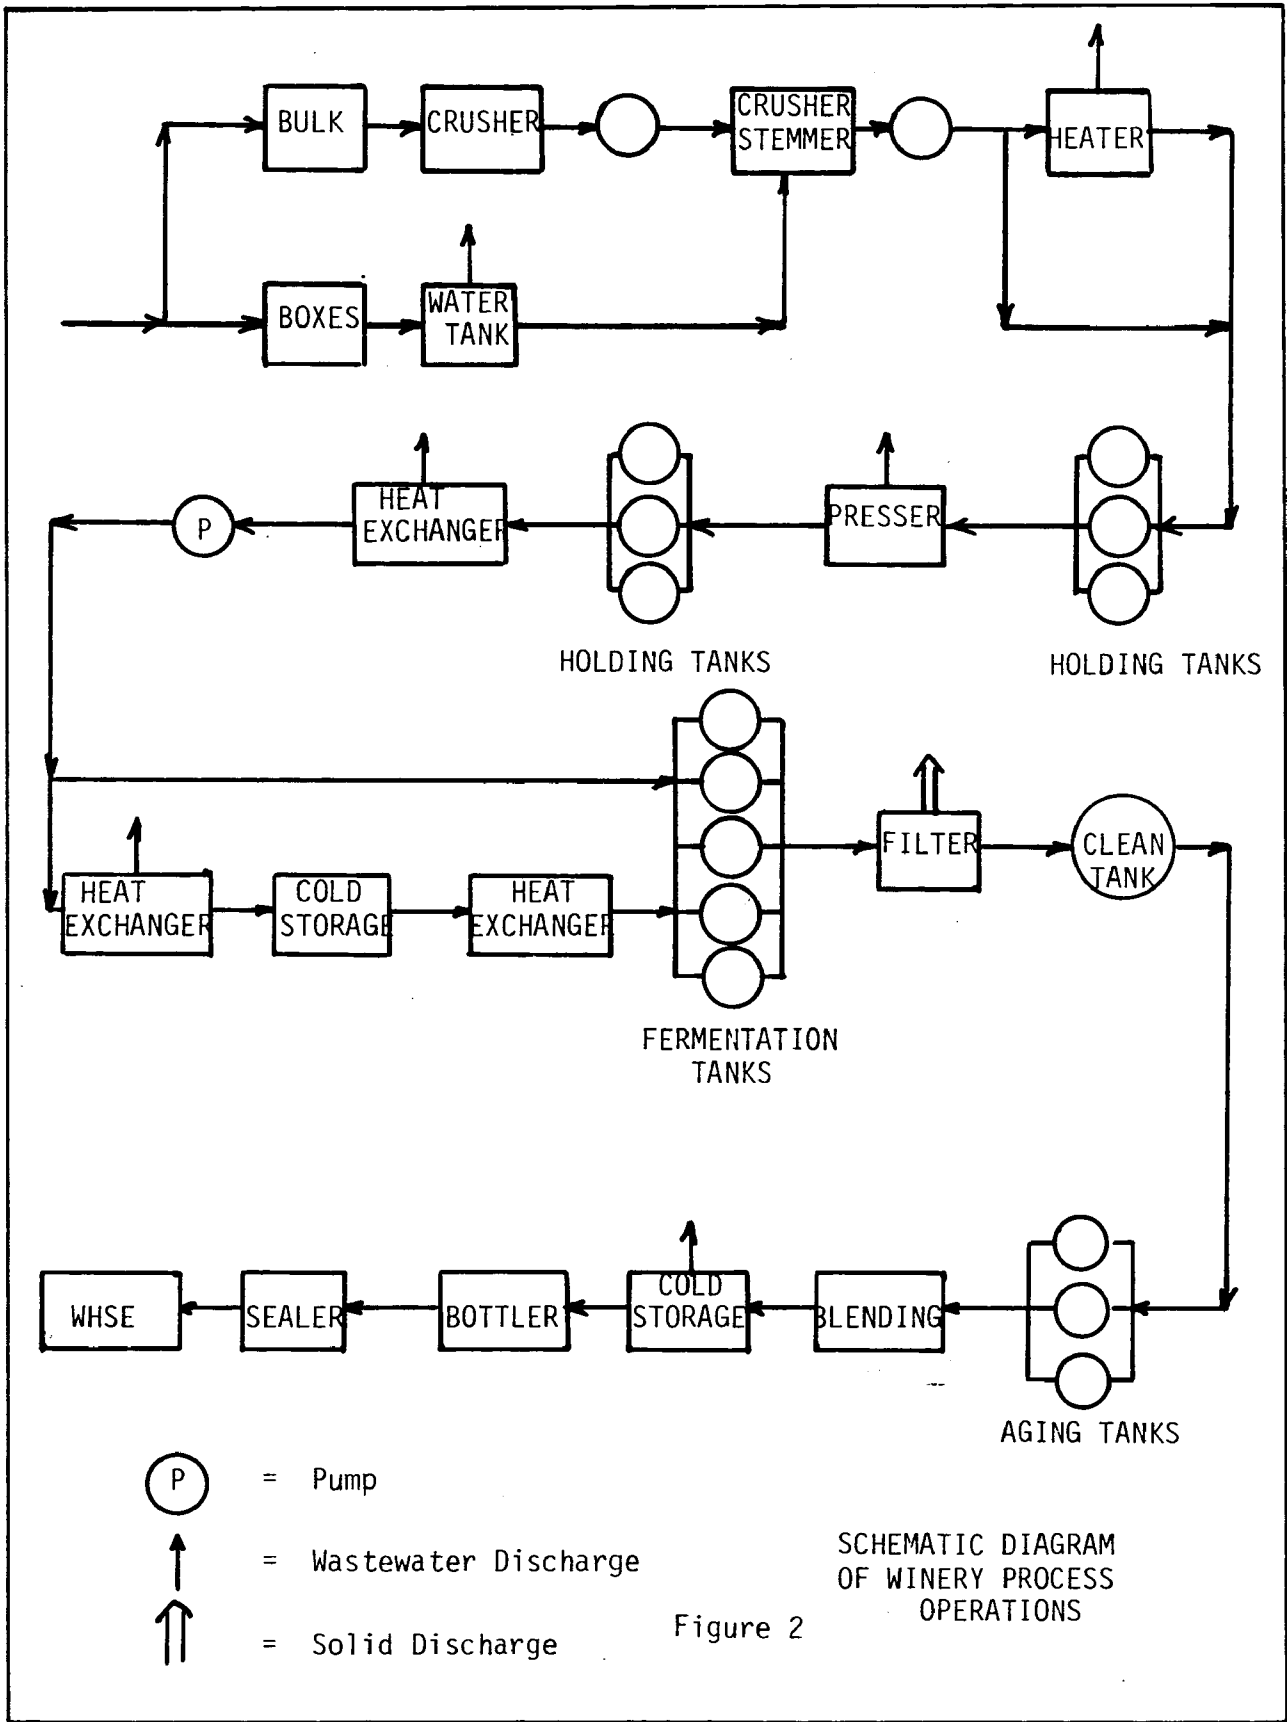 BULK
CRUSHER
CRUSHER
STEMMER
HEATER
BOXES
WATER
TANK
P
HEAT
EXCHANGER
PRESSER
HOLDING TANKS
HOLDING TANKS
HEAT
EXCHANGER
COLD
STORAGE
HEAT
EXCHANGER
FILTER
CLEAN
TANK
FERMENTATION
TANKS
WHSE
SEALER
BOTTLER
COLD
STORAGE
BLENDING
AGING TANKS
P = Pump
= Wastewater Discharge
= Solid Discharge
Figure 2
SCHEMATIC DIAGRAM
OF WINERY PROCESS
OPERATIONS